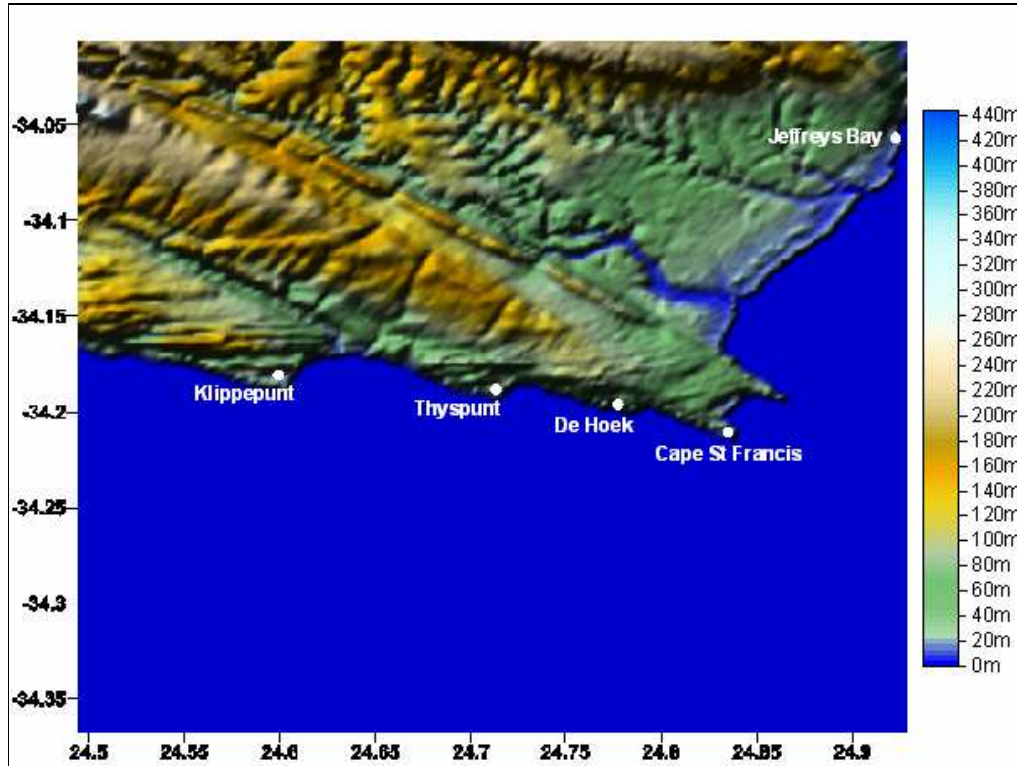 -34.05
-34.1
-34.15
-34.2
-34.25
-34.3
-34.35
24.5 24.55 24.6 24.65 24.7 24.75 24.8 24.85 24.9
Jeffreys Bay
Klippepunt
Thyspunt
De Hoek
Cape St Francis
440m
420m
400m
380m
360m
340m
320m
300m
280m
260m
240m
220m
200m
180m
160m
140m
120m
100m
80m
60m
40m
20m
0m